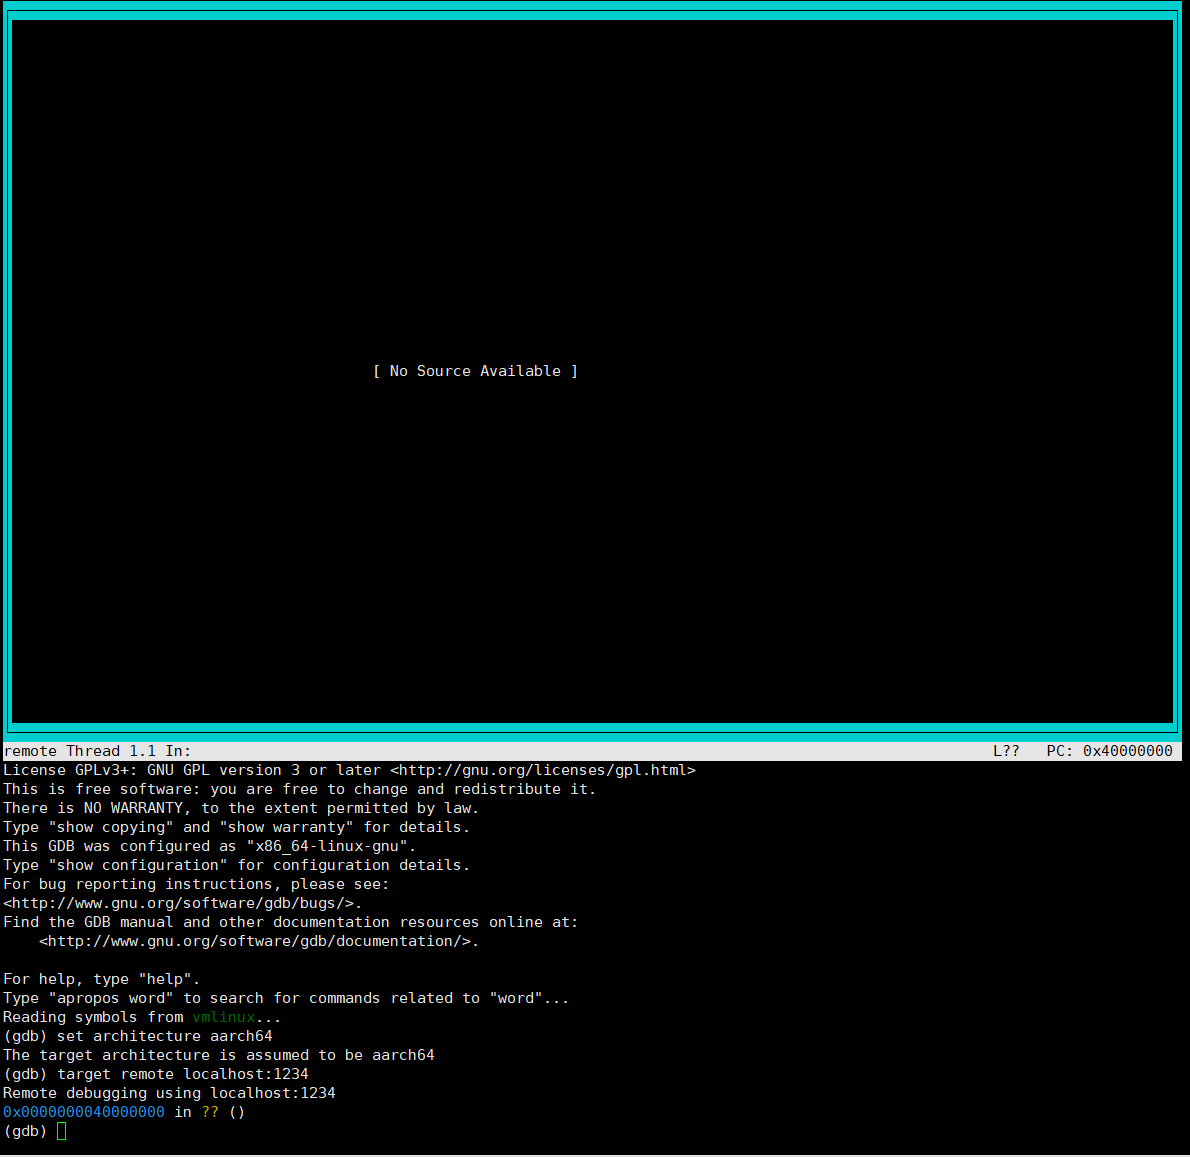 [ No Source Available ]
remote Thread 1.1 In: L?? PC: 0x40000000
License GPLv3+: GNU GPL version 3 or later <http://gnu.org/licenses/gpl.html>
This is free software: you are free to change and redistribute it.
There is NO WARRANTY, to the extent permitted by law.
Type "show copying" and "show warranty" for details.
This GDB was configured as "x86_64-linux-gnu".
Type "show configuration" for configuration details.
For bug reporting instructions, please see:
<http://www.gnu.org/software/gdb/bugs/>.
Find the GDB manual and other documentation resources online at:
    <http://www.gnu.org/software/gdb/documentation/>.
For help, type "help".
Type "apropos word" to search for commands related to "word"...
Reading symbols from vmlinux...
(gdb) set architecture aarch64
The target architecture is assumed to be aarch64
(gdb) target remote localhost:1234
Remote debugging using localhost:1234
0x0000000040000000 in ?? ()
(gdb)